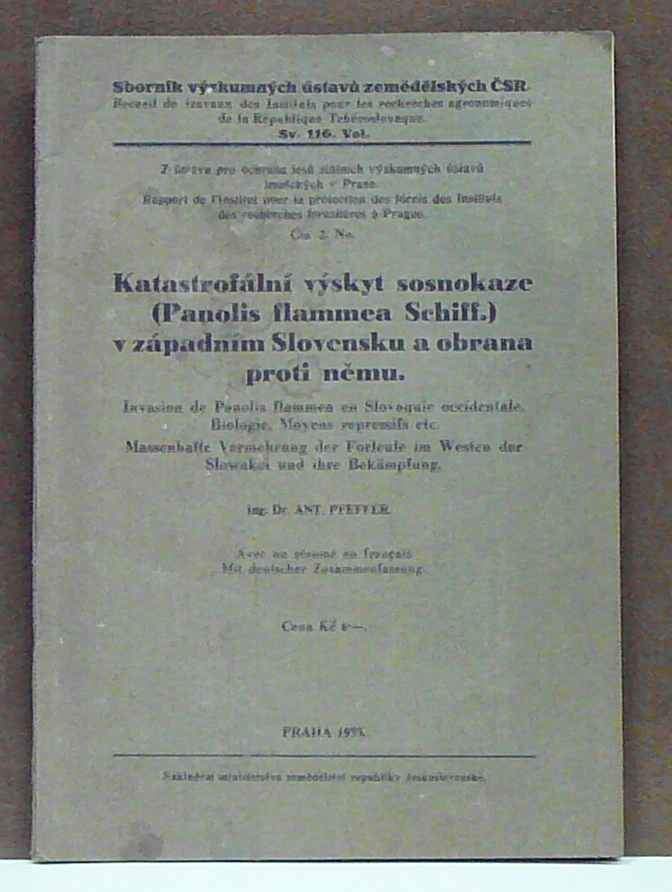 Sborník výzkumných ústavů zemědělských ČSR.
Recueil de travaux des Instituts pour les recherches agronomiques
de la République Tchécoslovaque.
Sv. 116. Vol.
Z ústavu pro ochranu lesů státních výzkumných ústavů
lesnických v Praze.
Rapport de l'Institut pour la protection des forêts des Instituts
des recherches forestières à Prague.
Čís. 2. No.
Katastrofální výskyt sosnokaze
(Panolis flammea Schiff.)
v západním Slovensku a obrana
proti němu.
Invasion de Panolis flammea en Slovaquie occidentale.
Biologie, Moyens repressifs etc.
Massenhafte Vermehrung der Forleule im Westen der
Slowakei und ihre Bekämpfung.
Ing. Dr. ANT. PFEFFER.
Avec un résumé en français
Mit deutscher Zusammenfassung.
Cena Kč
PRAHA
Nákladem ministerstva zemědělství republiky československé.